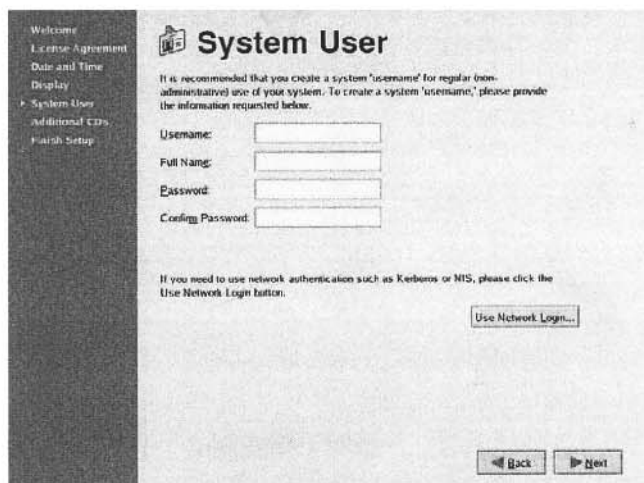 Welcome
License Agreement
Date and Time
Display
System User
Additional CDs
Finish Setup
System User
It is recommended that you create a system 'username' for regular (non-
administrative) use of your system. To create a system 'username,' please provide
the information requested below.
Username:
Full Name:
Password:
Confirm Password:
If you need to use network authentication such as Kerberos or NIS, please click the
Use Network Login button.
Use Network Login...
Back
Next